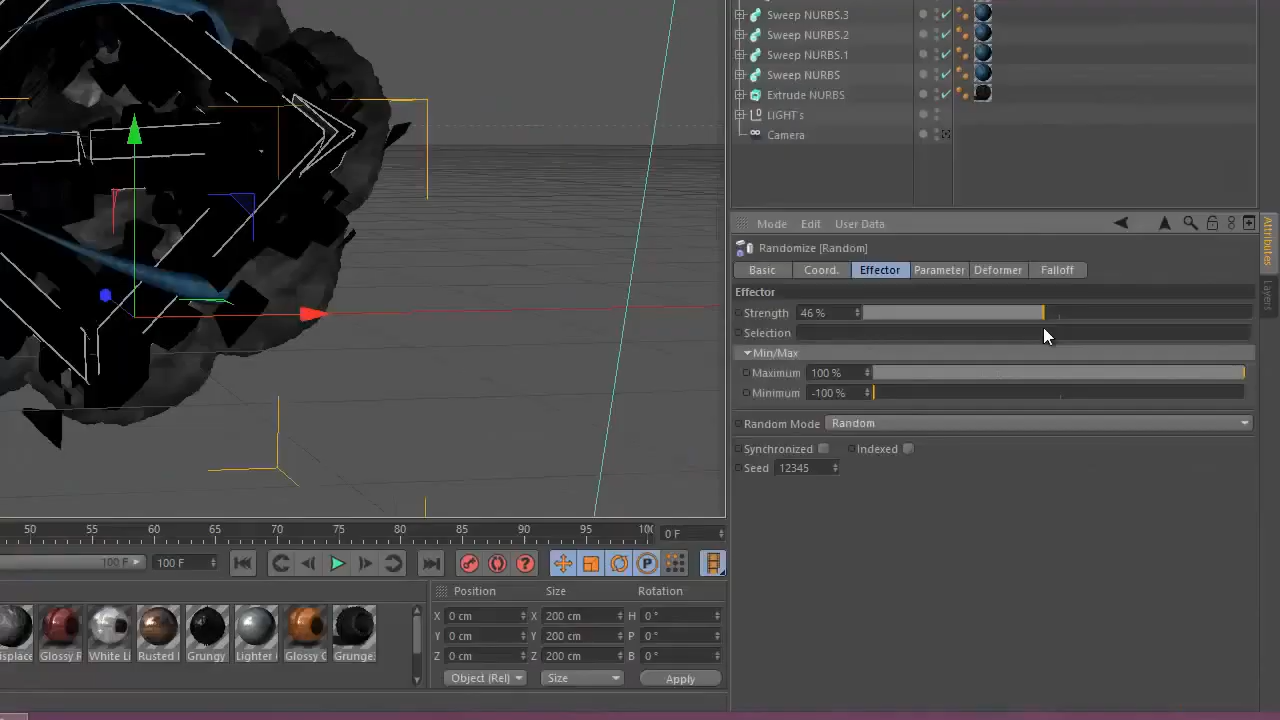 Sweep NURBS.3
Sweep NURBS.2
Sweep NURBS.1
Sweep NURBS
Extrude NURBS
LIGHT's
Camera
Mode Edit User Data
Randomize [Random]
Basic Coord. Effector Parameter Deformer Falloff
Effector
Strength 46 %
Selection
Min/Max
Maximum 100 %
Minimum -100 %
Random Mode Random
Synchronized Indexed
Seed 12345
Attributes
Layers
50 55 60 65 70 75 80 85 90 95 0 F
100 F 100 F
Position Size Rotation
X 0 cm X 200 cm H 0 °
Y 0 cm Y 200 cm P 0 °
Z 0 cm Z 200 cm B 0 °
Object (Rel) Size Apply
Glossy R White Li Rusted Grungy Lighter Glossy Grunge